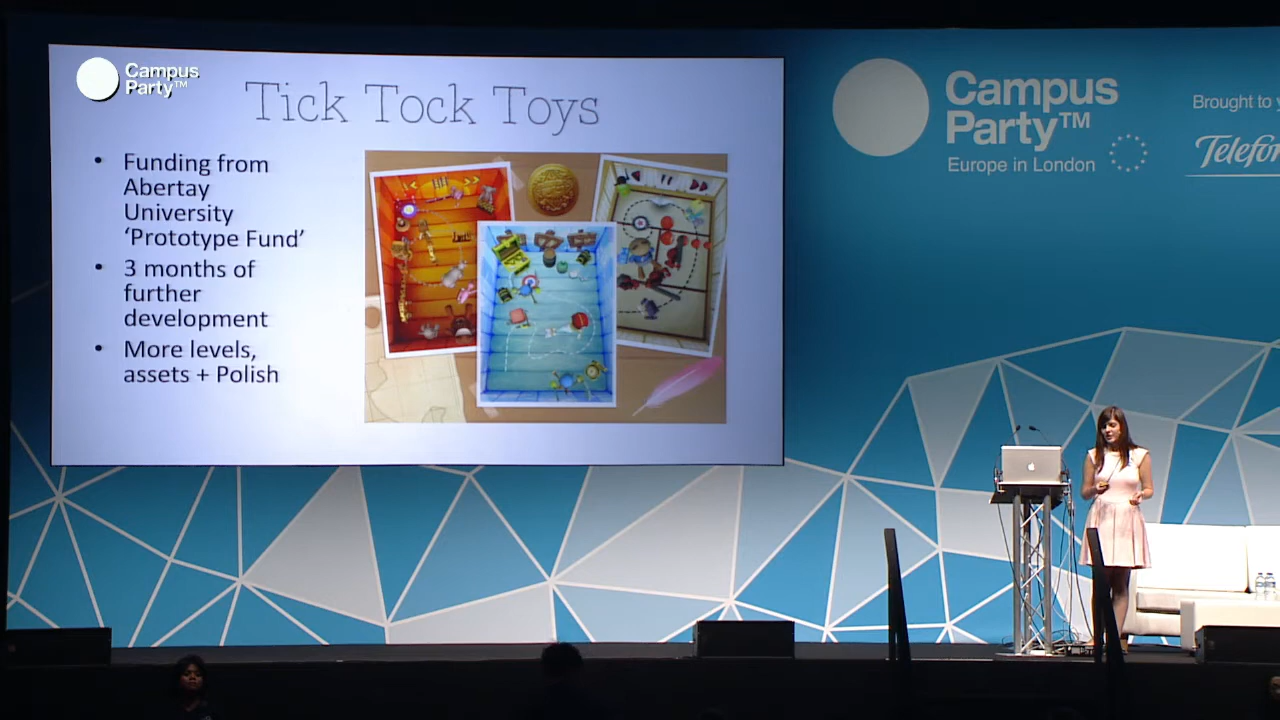 Campus
Party™
Tick Tock Toys
• Funding from
Abertay
University
‘Prototype Fund’
• 3 months of
further
development
• More levels,
assets + Polish
Campus
Party™
Europe in London
Brought to